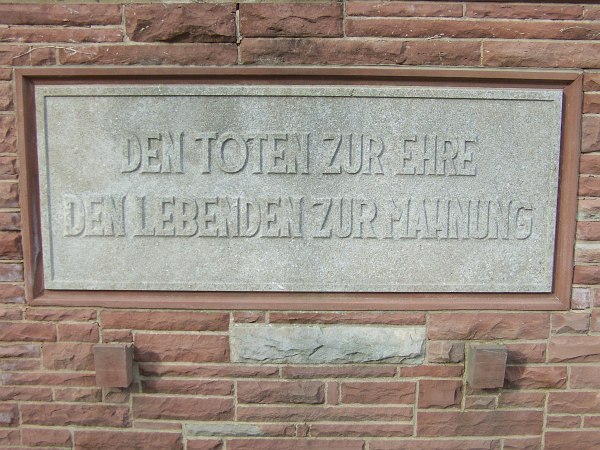 DEN TOTEN ZUR EHRE
DEN LEBENDEN ZUR MAHNUNG